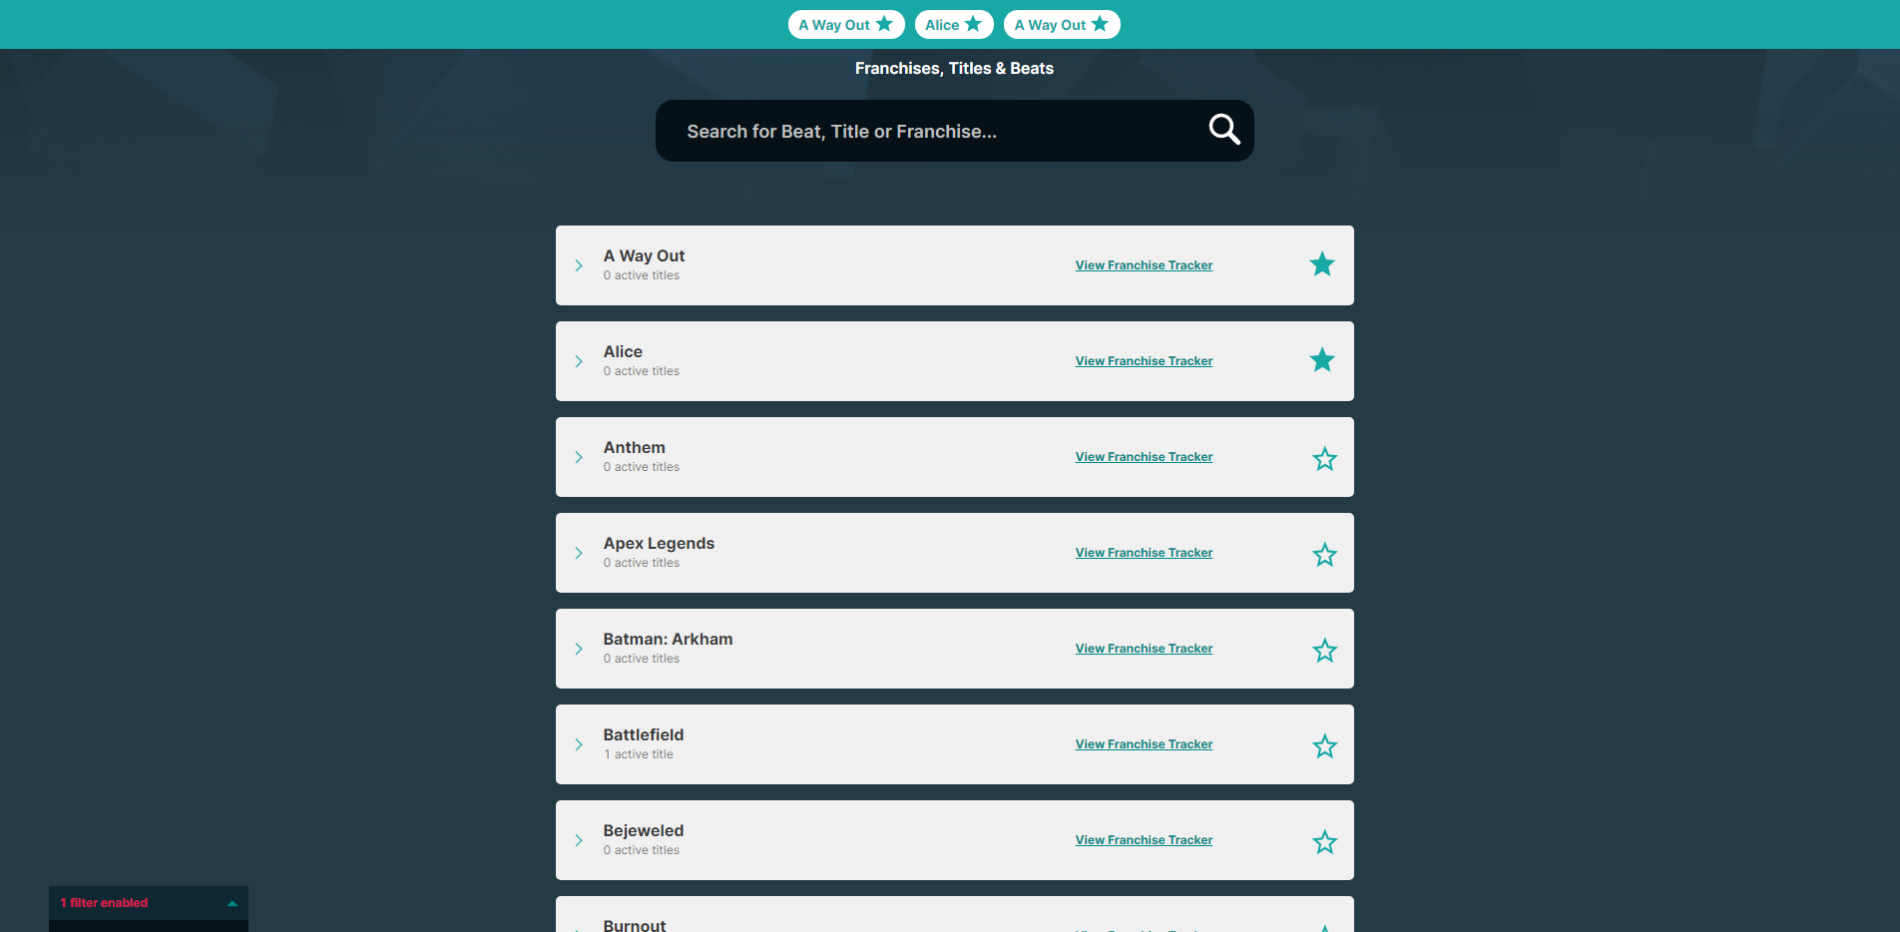 A Way Out
Alice
A Way Out
Franchises, Titles & Beats
Search for Beat, Title or Franchise...
A Way Out
0 active titles
View Franchise Tracker
Alice
0 active titles
View Franchise Tracker
Anthem
0 active titles
View Franchise Tracker
Apex Legends
0 active titles
View Franchise Tracker
Batman: Arkham
0 active titles
View Franchise Tracker
Battlefield
1 active title
View Franchise Tracker
Bejeweled
0 active titles
View Franchise Tracker
1 filter enabled
Burnout